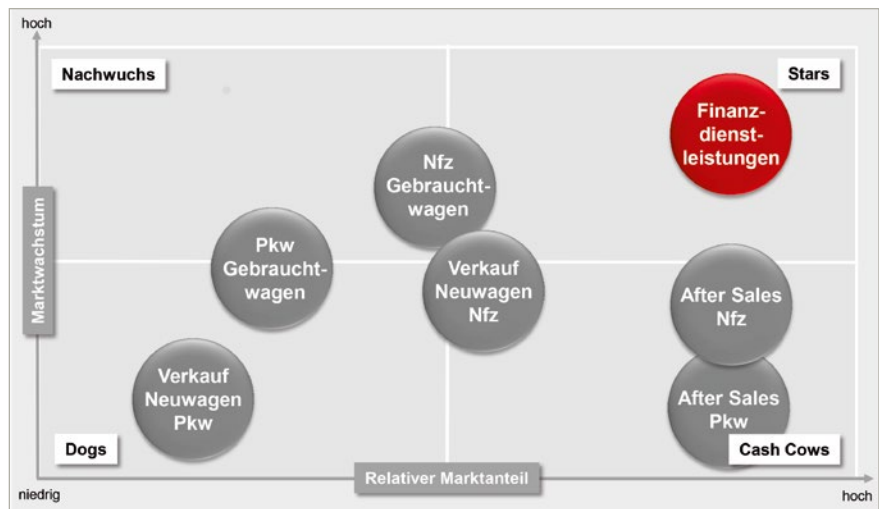 hoch
Nachwuchs
Stars
Finanz-
dienst-
leistungen
Nfz
Gebraucht-
wagen
Pkw
Gebraucht-
wagen
Verkauf
Neuwagen
Nfz
After Sales
Nfz
Marktwachstum
Verkauf
Neuwagen
Pkw
After Sales
Pkw
Dogs
Cash Cows
Relativer Marktanteil
niedrig
hoch